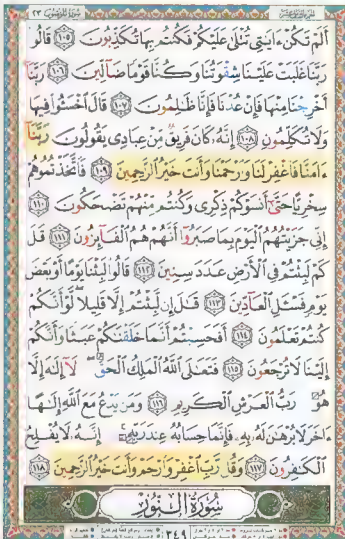 سورة المؤمنون ٢٣
أَلَمْ تَكُنْ ءَايَٰتِى تُتْلَىٰ عَلَيْكُمْ فَكُنتُم بِهَا تُكَذِّبُونَ ١٠٥ قَالُوا۟
رَبَّنَا غَلَبَتْ عَلَيْنَا شِقْوَتُنَا وَكُنَّا قَوْمًا ضَآلِّينَ ١٠٦ رَبَّنَآ
أَخْرِجْنَا مِنْهَا فَإِنْ عُدْنَا فَإِنَّا ظَٰلِمُونَ ١٠٧ قَالَ ٱخْسَـُٔوا۟ فِيهَا
وَلَا تُكَلِّمُونِ ١٠٨ إِنَّهُۥ كَانَ فَرِيقٌ مِّنْ عِبَادِى يَقُولُونَ رَبَّنَآ
ءَامَنَّا فَٱغْفِرْ لَنَا وَٱرْحَمْنَا وَأَنتَ خَيْرُ ٱلرَّٰحِمِينَ ١٠٩ فَٱتَّخَذْتُمُوهُمْ
سِخْرِيًّا حَتَّىٰٓ أَنسَوْكُمْ ذِكْرِى وَكُنتُم مِّنْهُمْ تَضْحَكُونَ ١١٠
إِنِّى جَزَيْتُهُمُ ٱلْيَوْمَ بِمَا صَبَرُوٓا۟ أَنَّهُمْ هُمُ ٱلْفَآئِزُونَ ١١١ قَٰلَ
كَمْ لَبِثْتُمْ فِى ٱلْأَرْضِ عَدَدَ سِنِينَ ١١٢ قَالُوا۟ لَبِثْنَا يَوْمًا أَوْ بَعْضَ
يَوْمٍ فَسْـَٔلِ ٱلْعَآدِّينَ ١١٣ قَٰلَ إِن لَّبِثْتُمْ إِلَّا قَلِيلًا لَّوْ أَنَّكُمْ
كُنتُمْ تَعْلَمُونَ ١١٤ أَفَحَسِبْتُمْ أَنَّمَا خَلَقْنَٰكُمْ عَبَثًا وَأَنَّكُمْ
إِلَيْنَا لَا تُرْجَعُونَ ١١٥ فَتَعَٰلَى ٱللَّهُ ٱلْمَلِكُ ٱلْحَقُّ لَآ إِلَٰهَ إِلَّا
هُوَ رَبُّ ٱلْعَرْشِ ٱلْكَرِيمِ ١١٦ وَمَن يَدْعُ مَعَ ٱللَّهِ إِلَٰهًا
ءَاخَرَ لَا بُرْهَٰنَ لَهُۥ بِهِۦ فَإِنَّمَا حِسَابُهُۥ عِندَ رَبِّهِۦٓ إِنَّهُۥ لَا يُفْلِحُ
ٱلْكَٰفِرُونَ ١١٧ وَقُل رَّبِّ ٱغْفِرْ وَٱرْحَمْ وَأَنتَ خَيْرُ ٱلرَّٰحِمِينَ ١١٨
سُورَةُ النُّورِ
٣٤٩